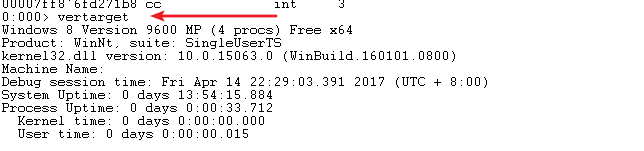 00007ff8`6fd271b8 cc              int     3
0:000> vertarget
Windows 8 Version 9600 MP (4 procs) Free x64
Product: WinNt, suite: SingleUserTS
kernel32.dll version: 10.0.15063.0 (WinBuild.160101.0800)
Machine Name:
Debug session time: Fri Apr 14 22:29:03.391 2017 (UTC + 8:00)
System Uptime: 0 days 13:54:15.884
Process Uptime: 0 days 0:00:33.712
  Kernel time: 0 days 0:00:00.000
  User time: 0 days 0:00:00.015